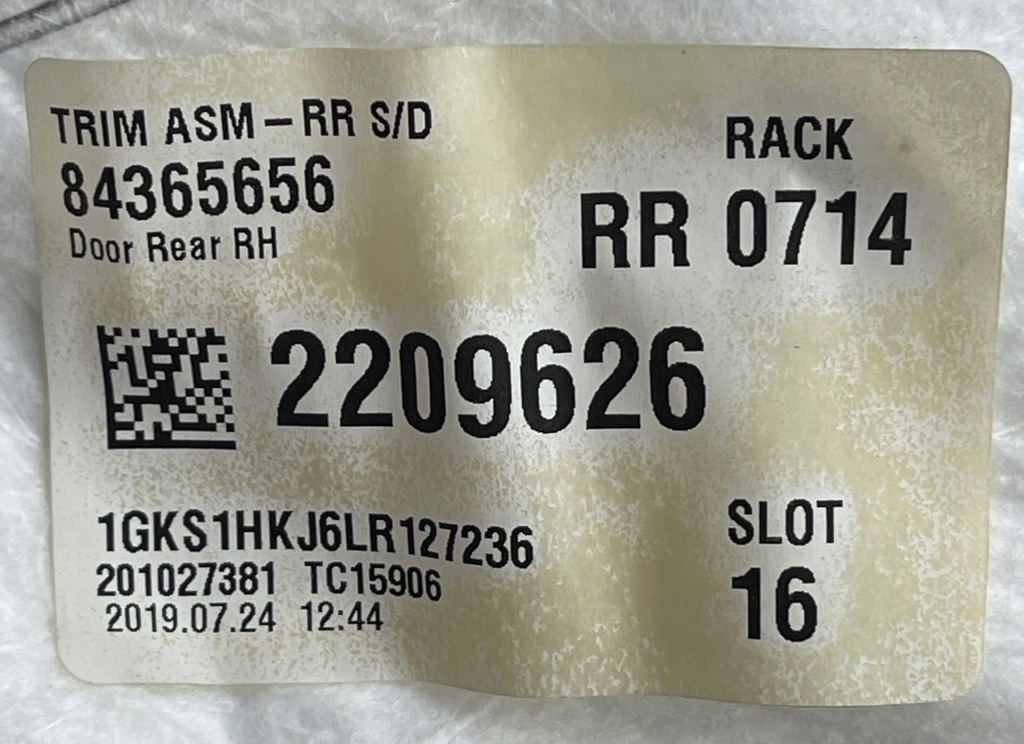 TRIM ASM – RR S/D
84365656
Door Rear RH
RACK
RR 0714
2209626
1GKS1HKJ6LR127236
201027381 TC15906
2019.07.24 12:44
SLOT
16